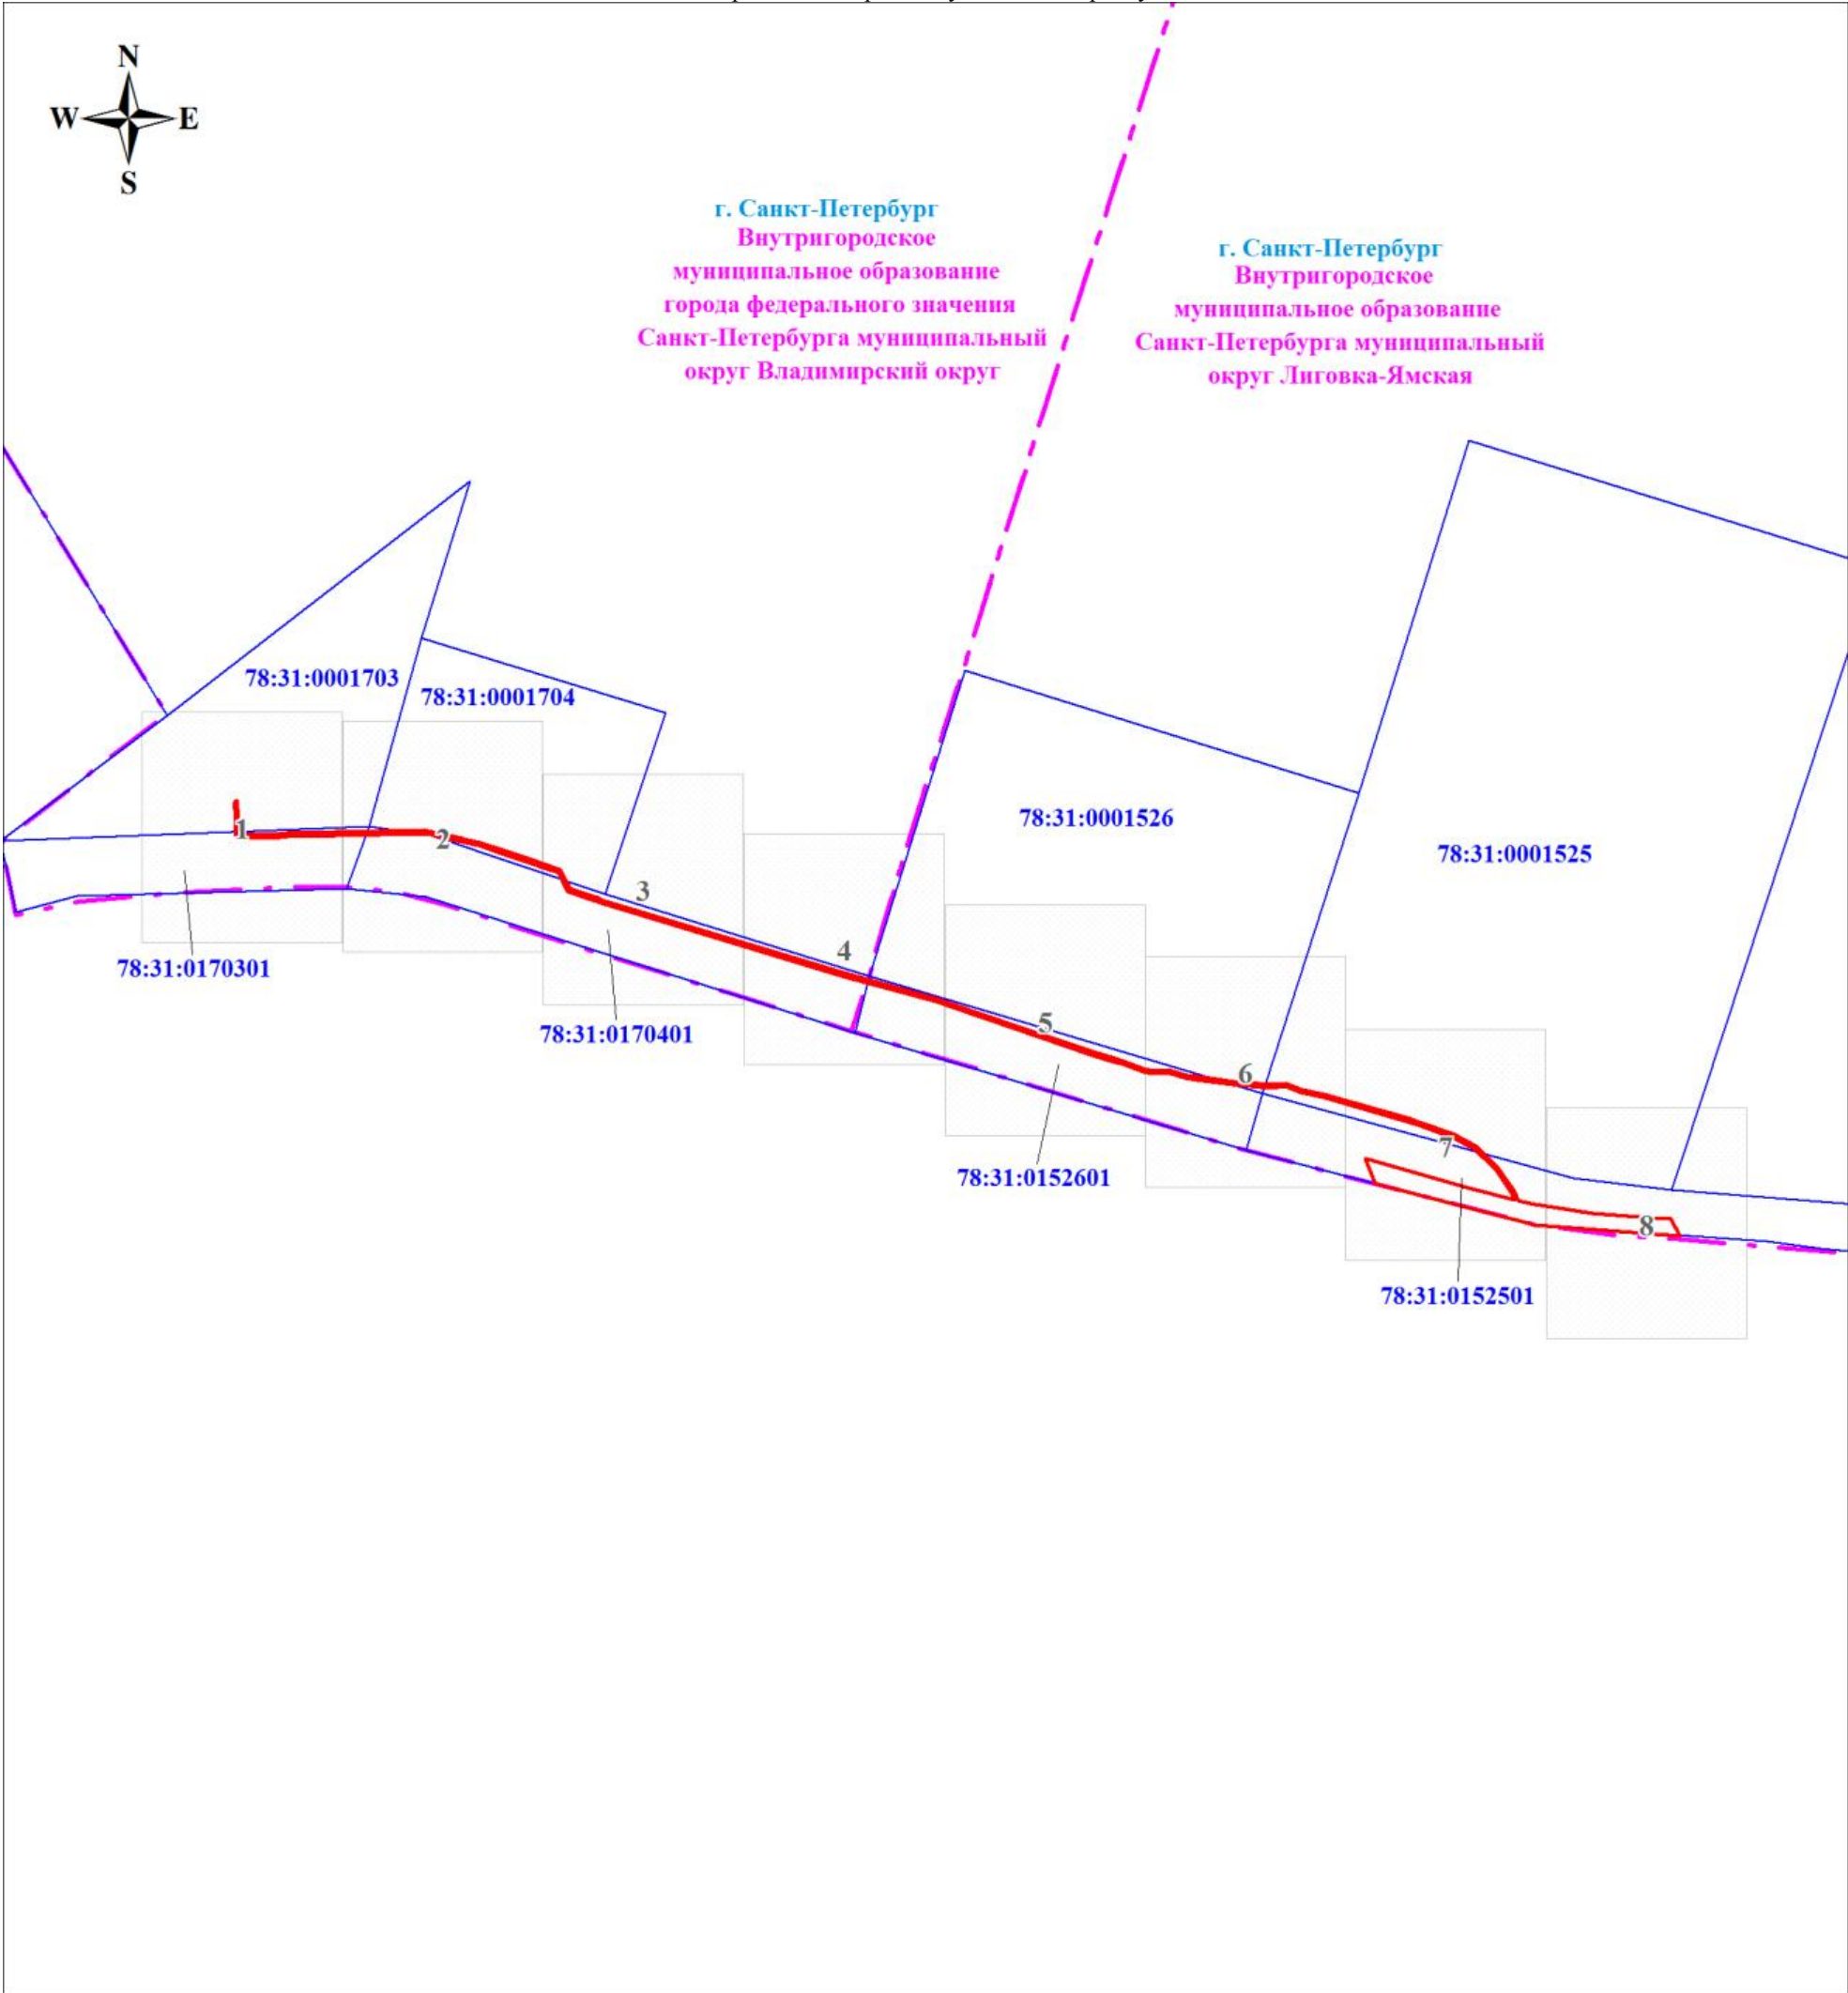 N
W E
S
г. Санкт-Петербург
Внутригородское
муниципальное образование
города федерального значения
Санкт-Петербурга муниципальный
округ Владимирский округ
г. Санкт-Петербург
Внутригородское
муниципальное образование
Санкт-Петербурга муниципальный
округ Лиговка-Ямская
78:31:0001703
78:31:0001704
78:31:0001526
78:31:0001525
1
2
3
4
5
6
7
8
78:31:0170301
78:31:0170401
78:31:0152601
78:31:0152501